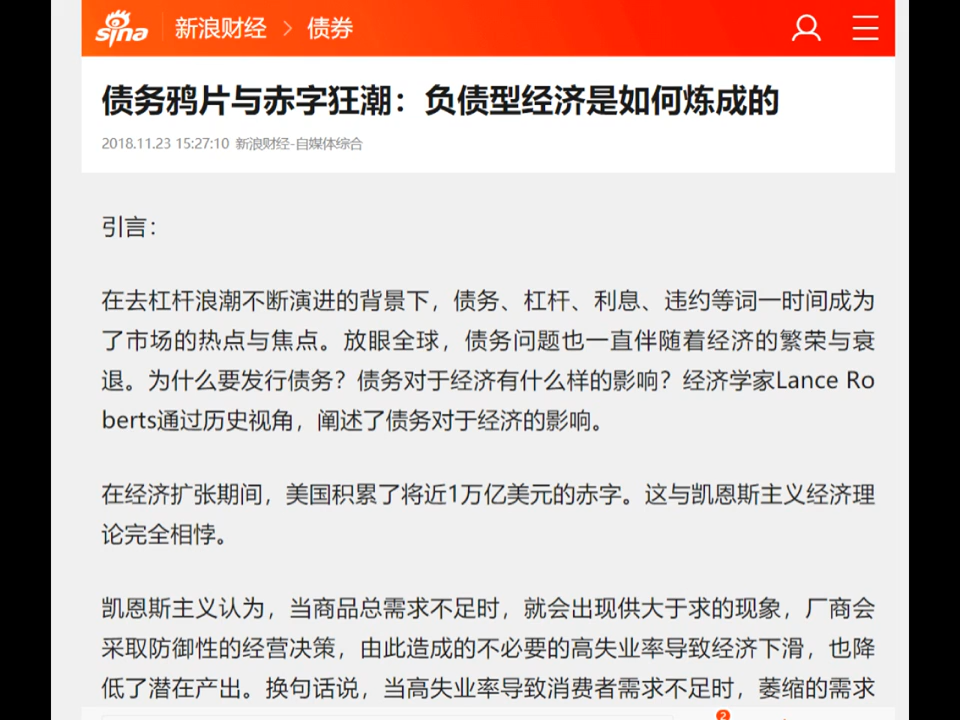 sina 新浪财经 > 债券
债务鸦片与赤字狂潮：负债型经济是如何炼成的
2018.11.23 15:27:10 新浪财经-自媒体综合
引言：
在去杠杆浪潮不断演进的背景下，债务、杠杆、利息、违约等词一时间成为
了市场的热点与焦点。放眼全球，债务问题也一直伴随着经济的繁荣与衰
退。为什么要发行债务？债务对于经济有什么样的影响？经济学家Lance Ro
berts通过历史视角，阐述了债务对于经济的影响。
在经济扩张期间，美国积累了将近1万亿美元的赤字。这与凯恩斯主义经济理
论完全相悖。
凯恩斯主义认为，当商品总需求不足时，就会出现供大于求的现象，厂商会
采取防御性的经营决策，由此造成的不必要的高失业率导致经济下滑，也降
低了潜在产出。换句话说，当高失业率导致消费者需求不足时，萎缩的需求
2